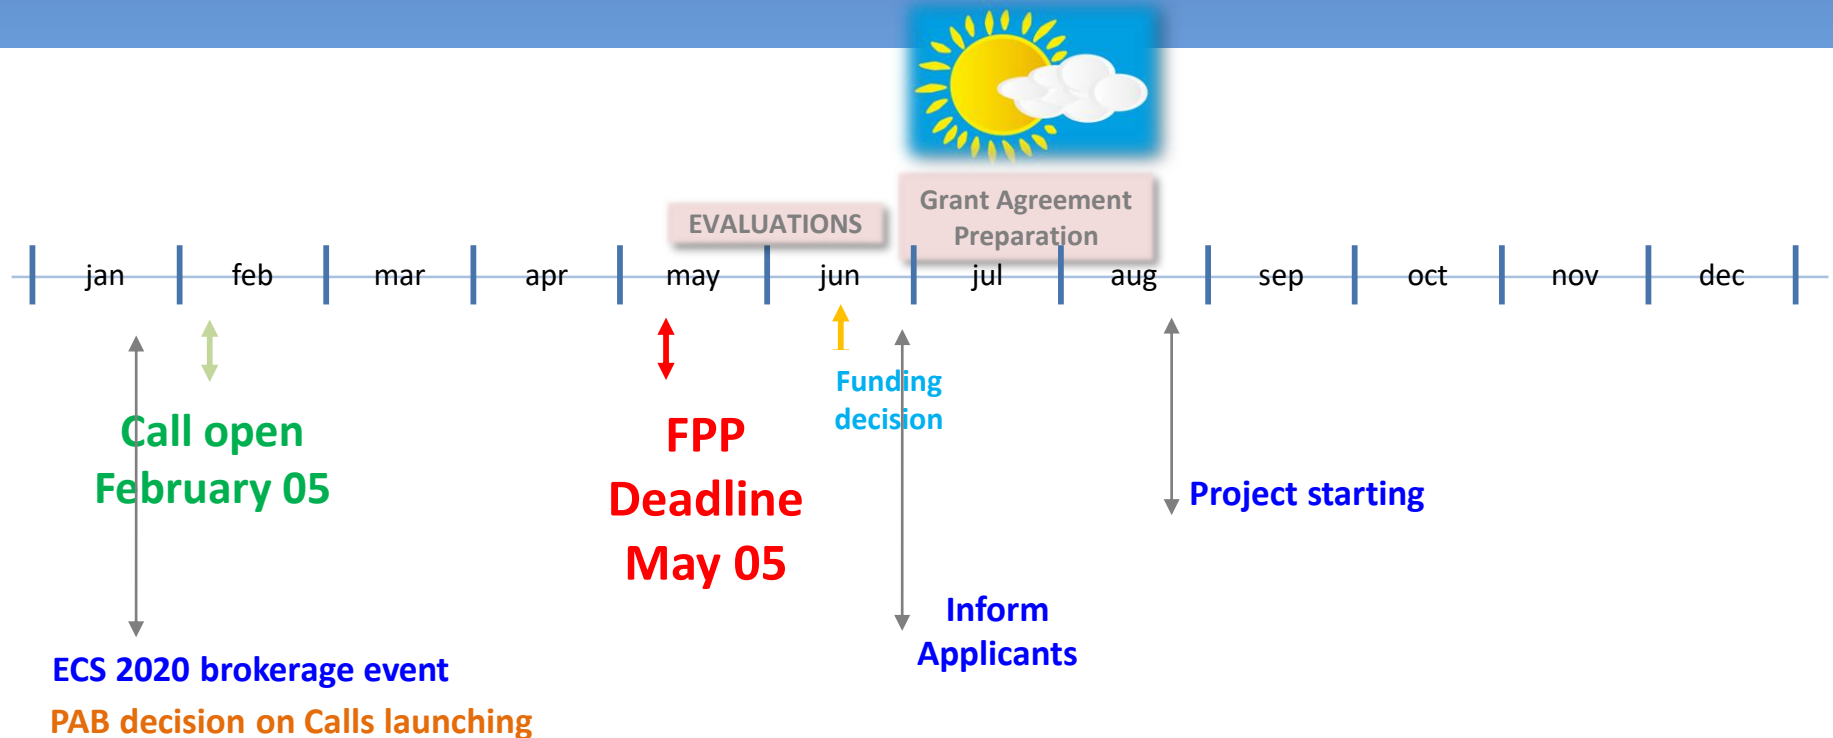 EVALUATIONS
Grant Agreement
Preparation
jan feb mar apr may jun jul aug sep oct nov dec
Call open
February 05
FPP
Deadline
May 05
Funding
decision
Project starting
Inform
Applicants
ECS 2020 brokerage event
PAB decision on Calls launching